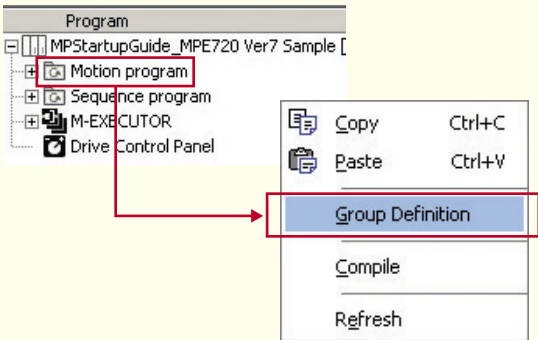 Program
MPStartupGuide_MPE720 Ver7 Sample [
Motion program
Sequence program
M-EXECUTOR
Drive Control Panel
Copy Ctrl+C
Paste Ctrl+V
Group Definition
Compile
Refresh